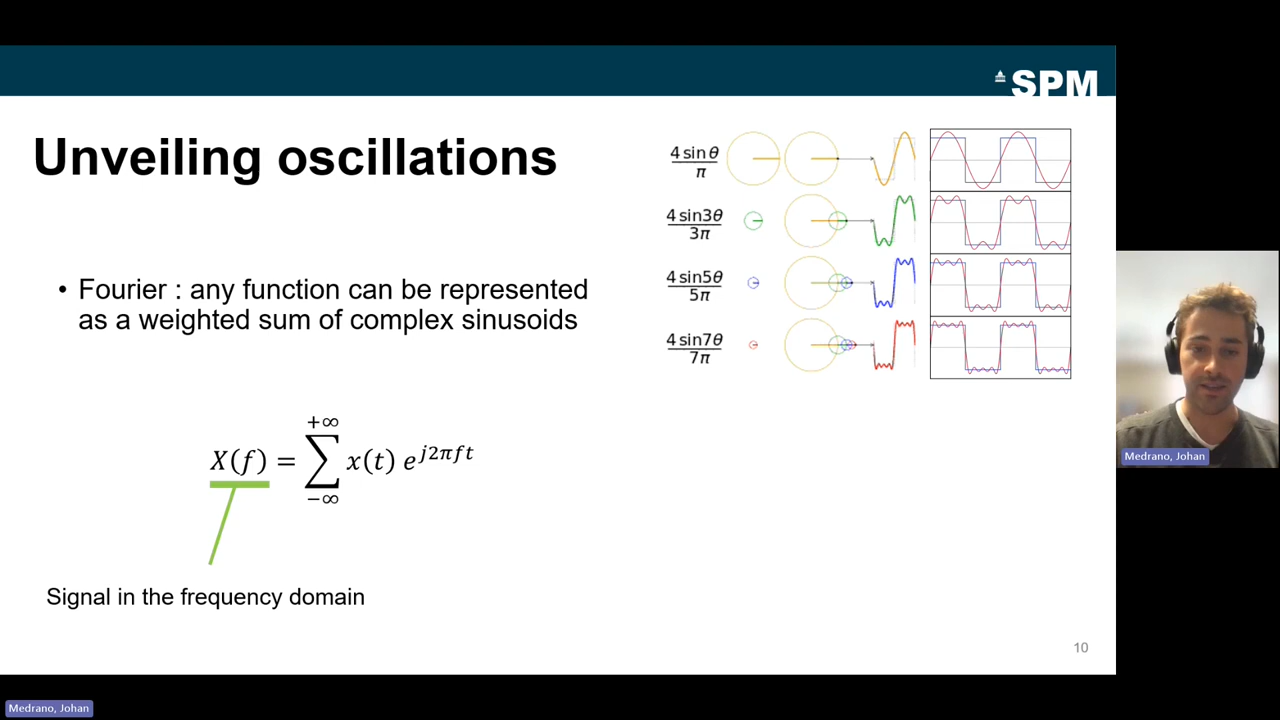 SPM
Unveiling oscillations
• Fourier : any function can be represented
as a weighted sum of complex sinusoids
4 sin θ
π
4 sin3θ
3π
4 sin5θ
5π
4 sin7θ
7π
+∞
X(f) = ∑ x(t) e^{j2πft}
−∞
Signal in the frequency domain
10
Medrano, Johan
Medrano, Johan